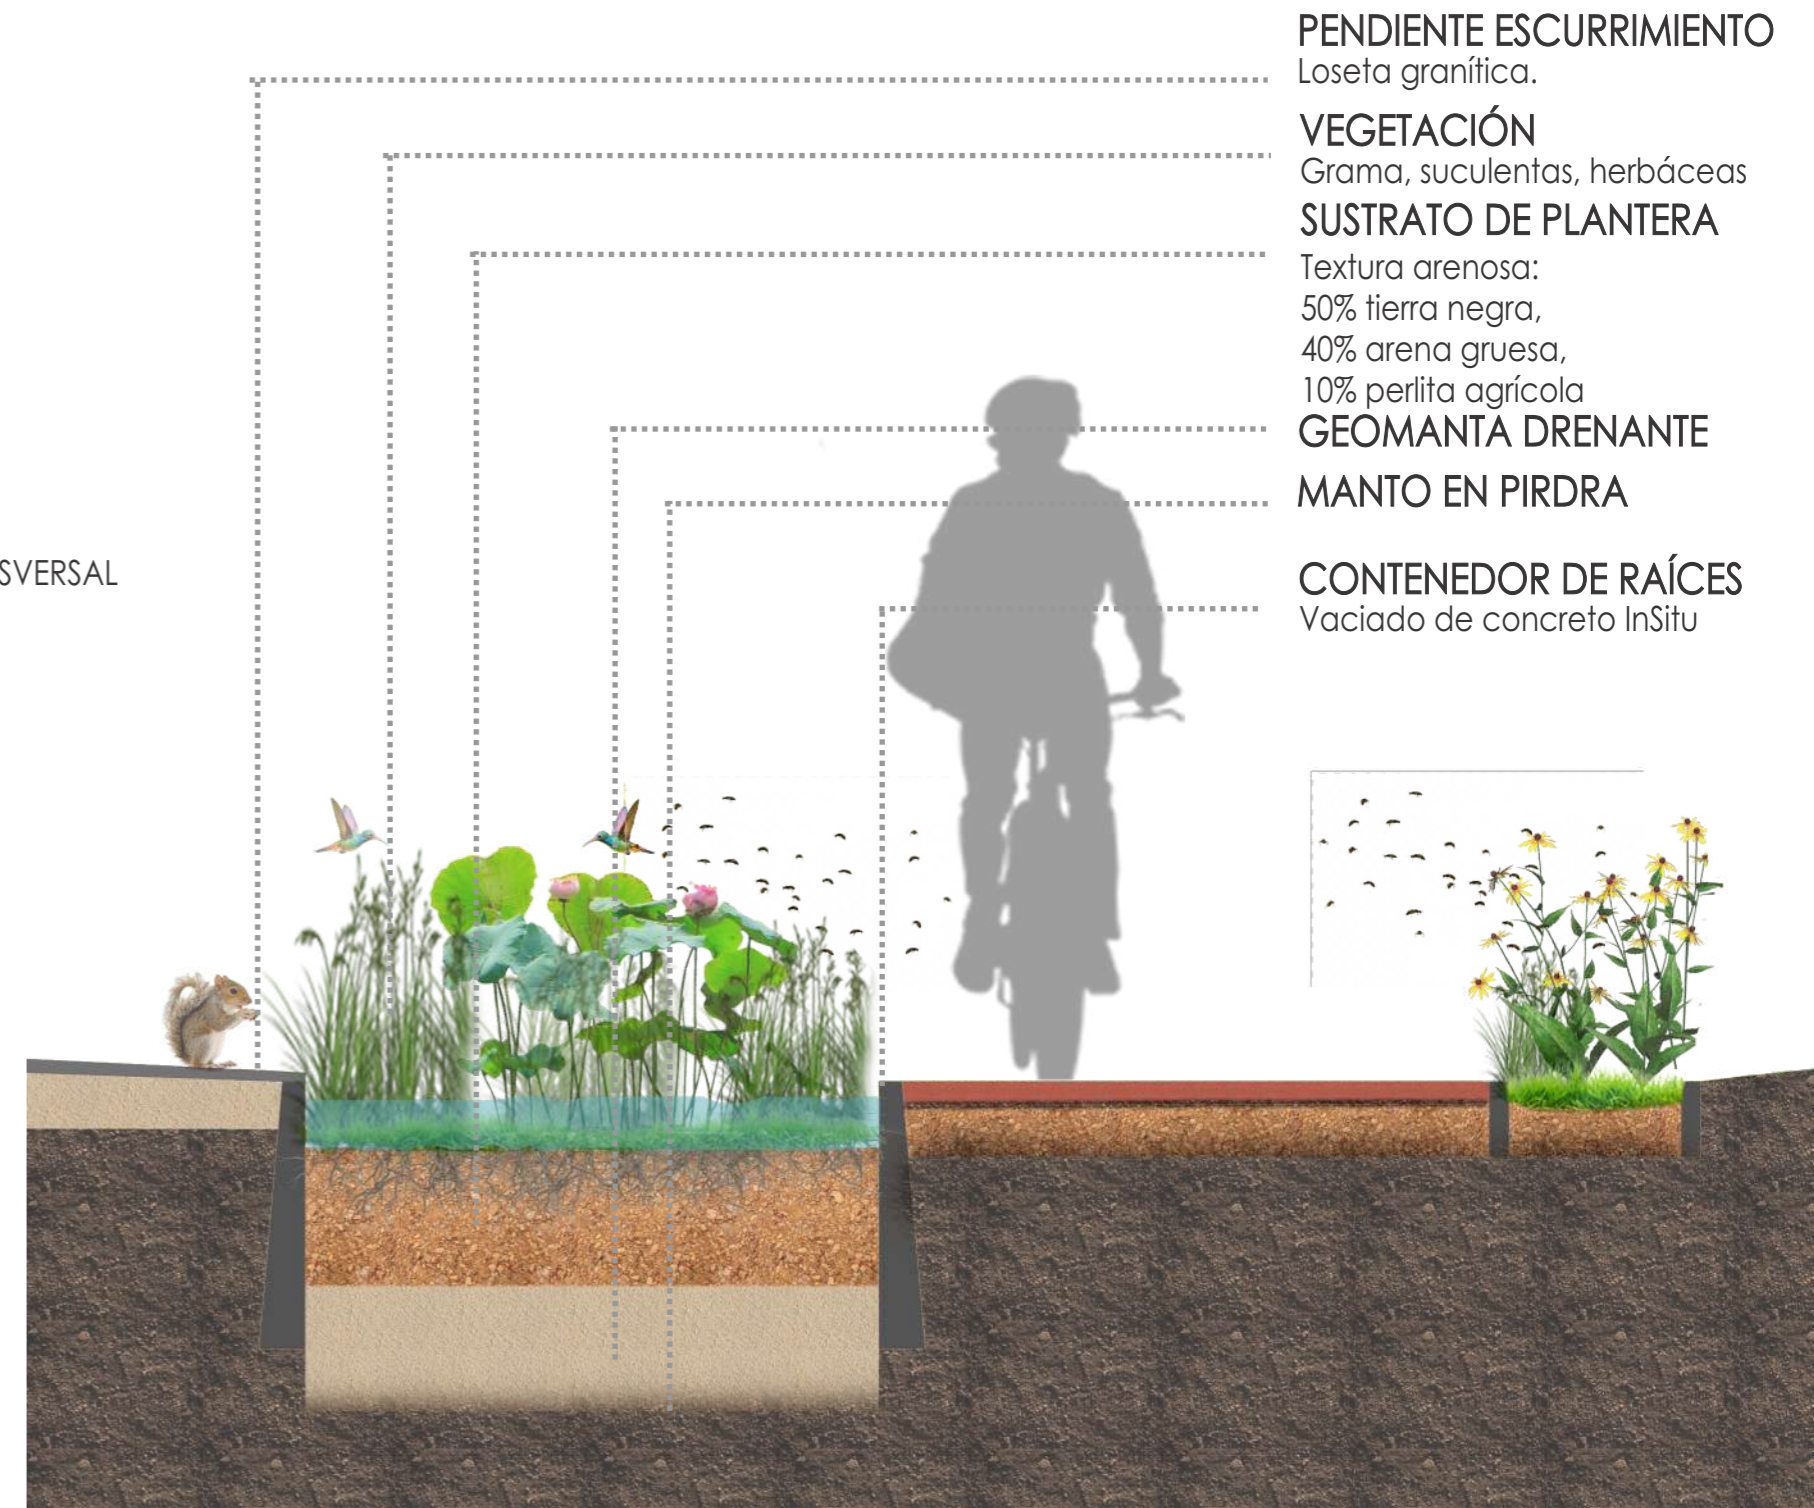 PENDIENTE ESCURRIMIENTO
Loseta granítica.
VEGETACIÓN
Grama, suculentas, herbáceas
SUSTRATO DE PLANTERA
Textura arenosa:
50% tierra negra,
40% arena gruesa,
10% perlita agrícola
GEOMANTA DRENANTE
MANTO EN PIRDRA
SVERSAL
CONTENEDOR DE RAÍCES
Vaciado de concreto InSitu